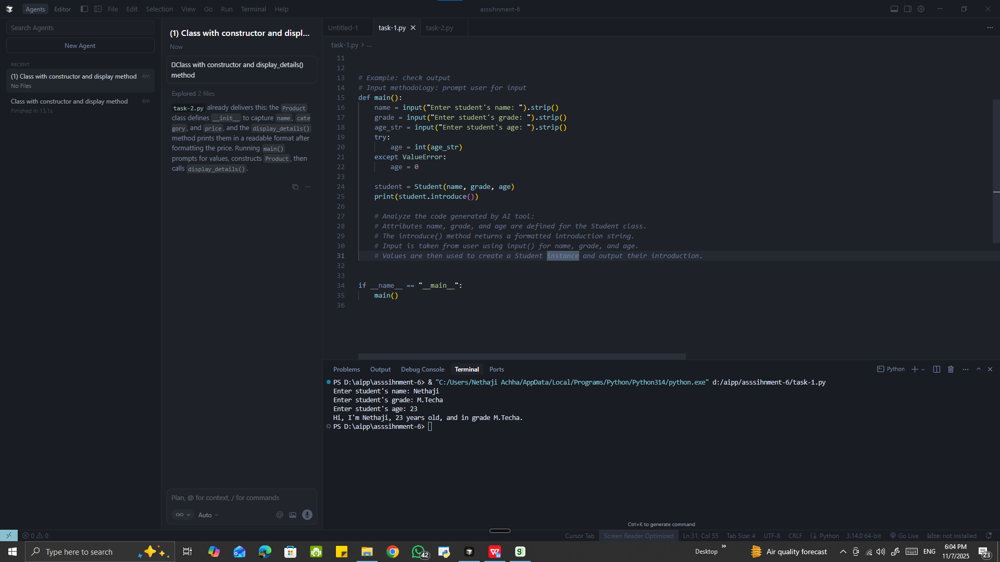 Agents
Editor
File
Edit
Selection
View
Go
Run
Terminal
Help
asssihnment-6
Search Agents
New Agent
RECENT
(1) Class with constructor and display method
4m
No Files
Class with constructor and display method
4m
Finished in 13.1s
(1) Class with constructor and displ...
Now
Class with constructor and display_details()
method
Explored 2 files
task-2.py already delivers this: the Product
class defines __init__ to capture name, cate
gory, and price, and the display_details()
method prints them in a readable format after
formatting the price. Running main()
prompts for values, constructs Product, then
calls display_details().
Plan, @ for context, / for commands
Auto
Untitled-1
task-1.py
task-2.py
task-1.py > ...
11
12
13 # Example: check output
14 # Input methodology: prompt user for input
15 def main():
16 name = input("Enter student's name: ").strip()
17 grade = input("Enter student's grade: ").strip()
18 age_str = input("Enter student's age: ").strip()
19 try:
20 age = int(age_str)
21 except ValueError:
22 age = 0
23
24 student = Student(name, grade, age)
25 print(student.introduce())
26
27 # Analyze the code generated by AI tool:
28 # Attributes name, grade, and age are defined for the Student class.
29 # The introduce() method returns a formatted introduction string.
30 # Input is taken from user using input() for name, grade, and age.
31 # Values are then used to create a Student instance and output their introduction.
32
33
34 if __name__ == "__main__":
35 main()
36
Problems
Output
Debug Console
Terminal
Ports
Python
PS D:\aipp\asssihnment-6> & "C:/Users/Nethaji Achha/AppData/Local/Programs/Python/Python314/python.exe" d:/aipp/asssihnment-6/task-1.py
Enter student's name: Nethaji
Enter student's grade: M.Techa
Enter student's age: 23
Hi, I'm Nethaji, 23 years old, and in grade M.Techa.
PS D:\aipp\asssihnment-6>
Ctrl+K to generate command
0 0
Cursor Tab
Screen Reader Optimized
Ln 31, Col 55
Tab Size: 4
UTF-8
CRLF
Python
3.14.0 64-bit
Go Live
kite: not installed
Type here to search
42
Desktop
Air quality forecast
ENG
6:04 PM
11/7/2025
23